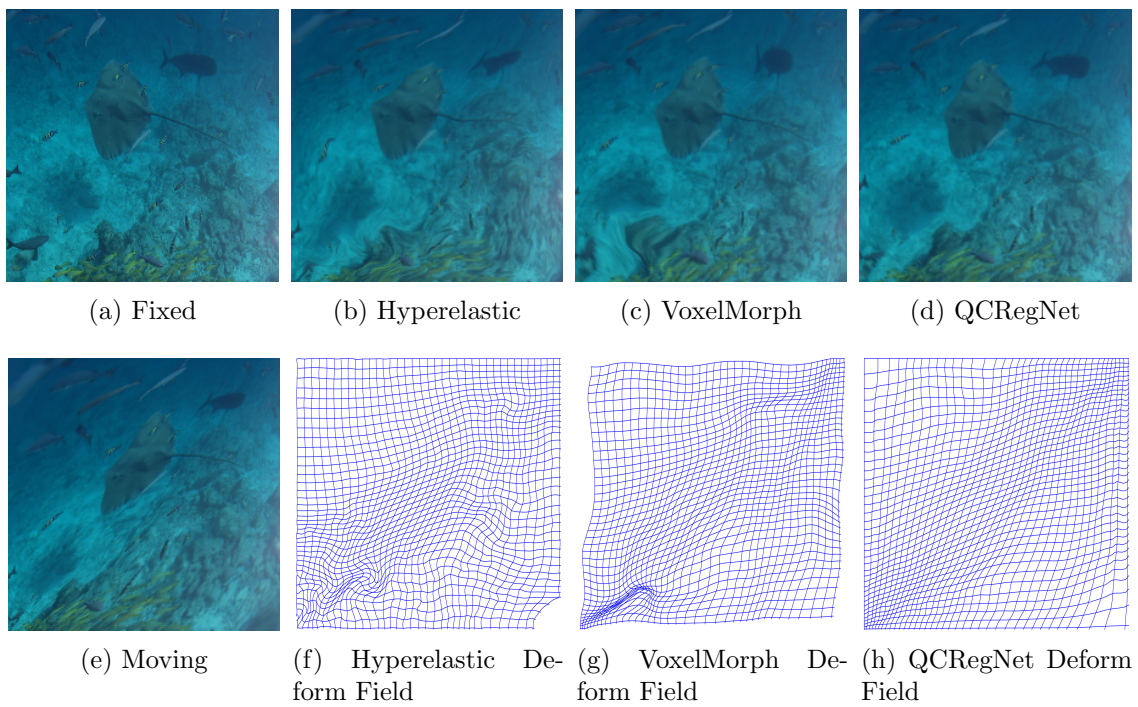 (a) Fixed
(b) Hyperelastic
(c) VoxelMorph
(d) QCRegNet
(e) Moving
(f) Hyperelastic De-
form Field
(g) VoxelMorph De-
form Field
(h) QCRegNet Deform
Field